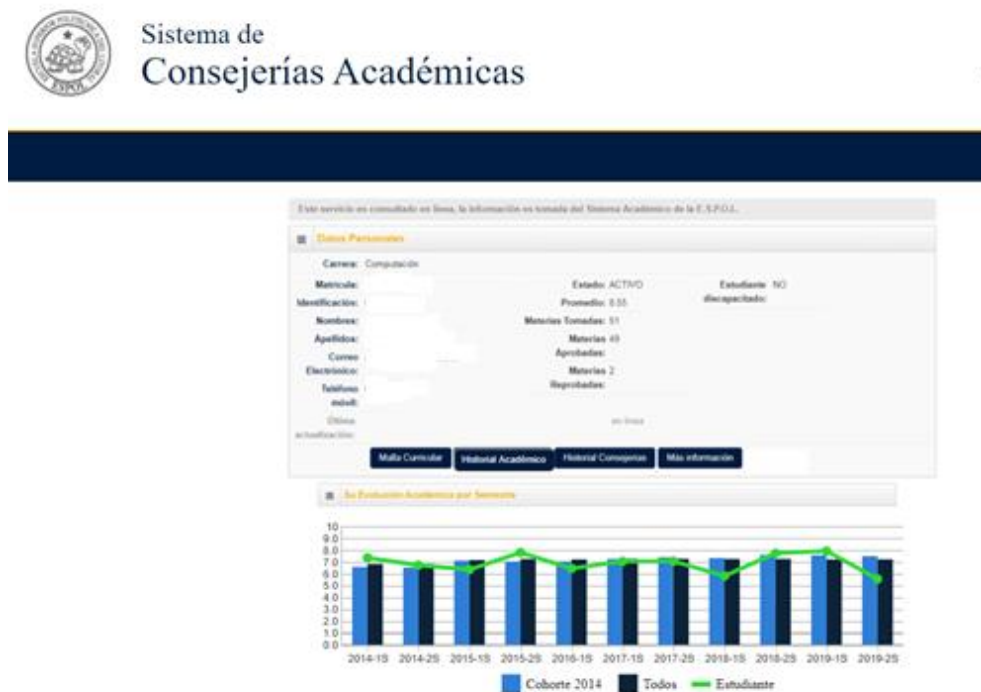 Sistema de
Consejerías Académicas
ESPOL
Este servicio es consultado en línea, la información es tomada del Sistema Académico de la E.S.P.O.L.
Datos Personales
Carrera: Computación
Matrícula: Estado: ACTIVO Estudiante NO
Identificación: Promedio: discapacitado:
Nombres: Materias Tomadas: 51
Apellidos: Materias 49
Correo Aprobadas:
Electrónico: Materias 2
Teléfono Reprobadas:
móvil:
Última en línea
actualización:
Malla Curricular Historial Académico Historial Consejerias Más información
Su Evolución Académica por Semestre
10
9.0
8.0
7.0
6.0
5.0
4.0
3.0
2.0
1.0
0.0
2014-1S 2014-2S 2015-1S 2015-2S 2016-1S 2017-1S 2017-2S 2018-1S 2018-2S 2019-1S 2019-2S
Cohorte 2014 Todos Estudiante